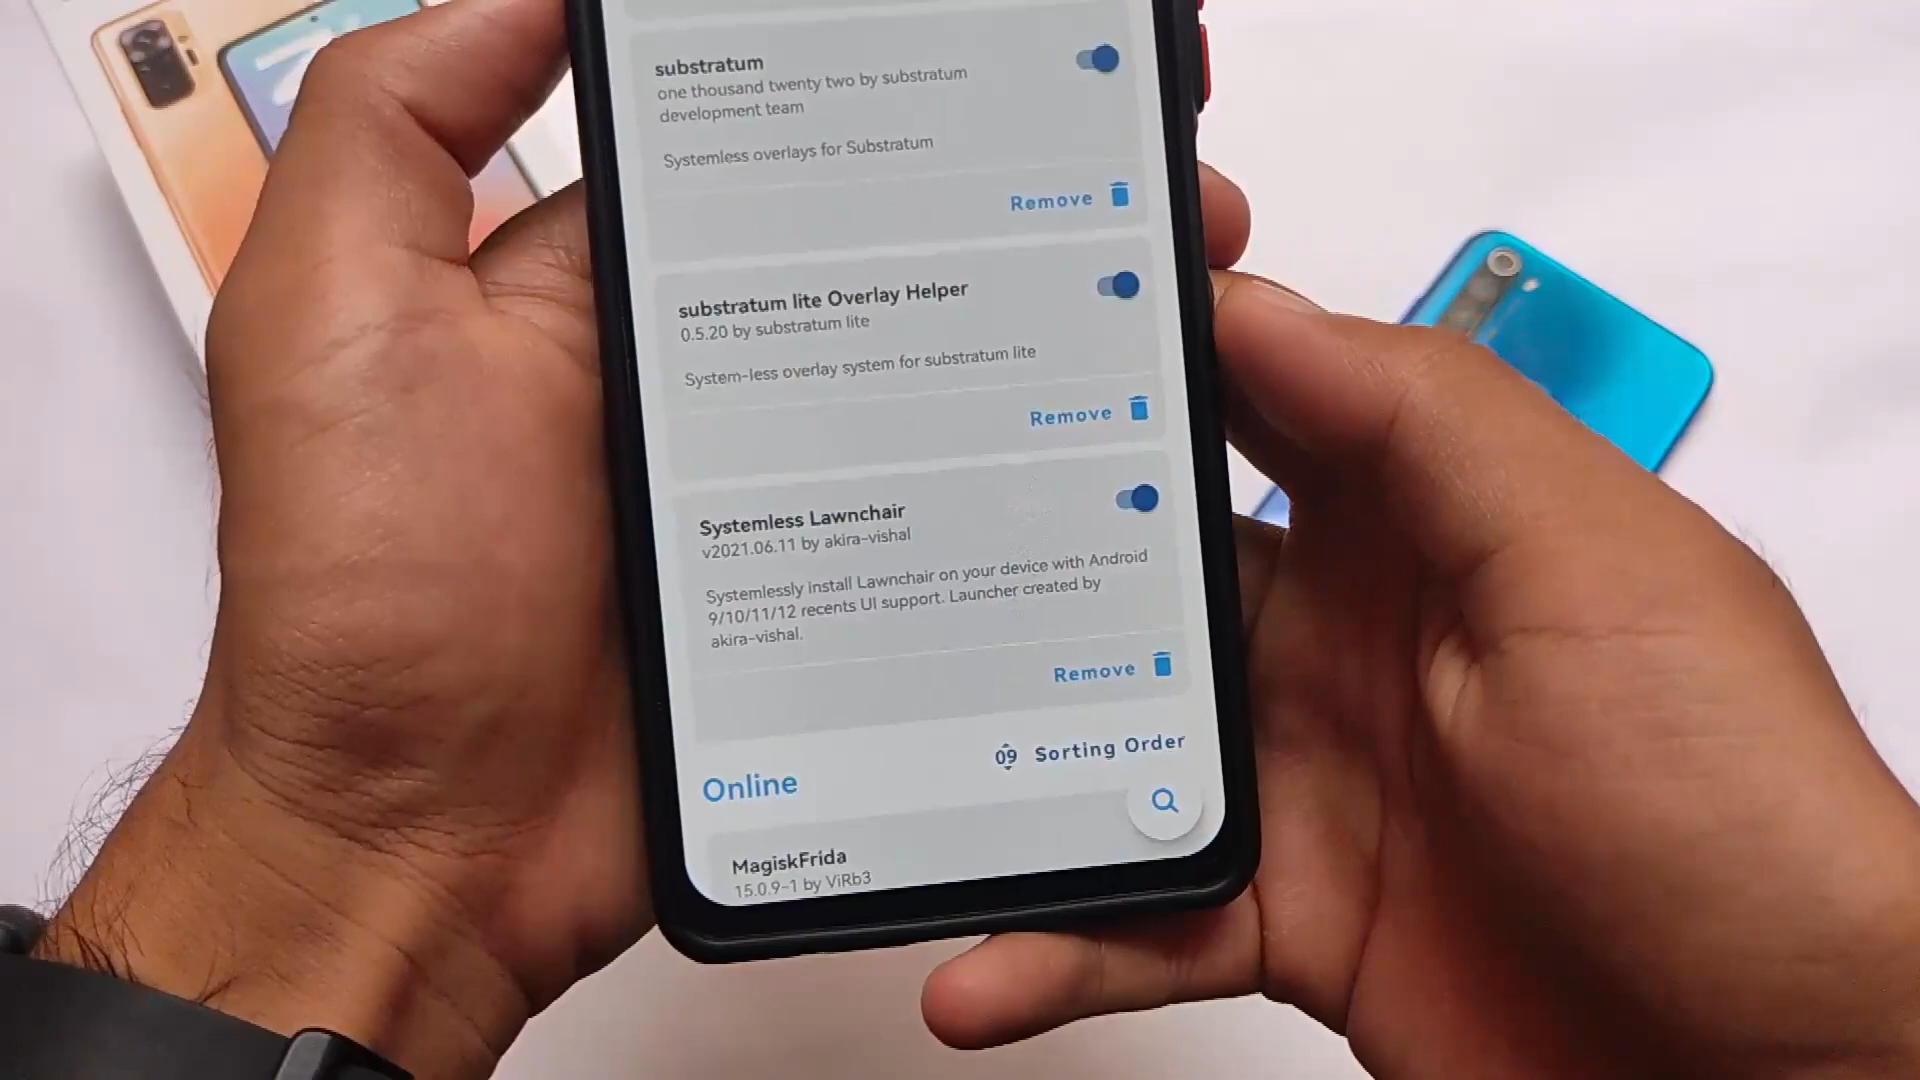 substratum
one thousand twenty two by substratum
development team
Systemless overlays for Substratum
Remove
substratum lite Overlay Helper
0.5.20 by substratum lite
System-less overlay system for substratum lite
Remove
Systemless Lawnchair
v2021.06.11 by akira-vishal
Systemlessly install Lawnchair on your device with Android
9/10/11/12 recents UI support. Launcher created by
akira-vishal.
Remove
09 Sorting Order
Online
MagiskFrida
15.0.9-1 by ViRb3